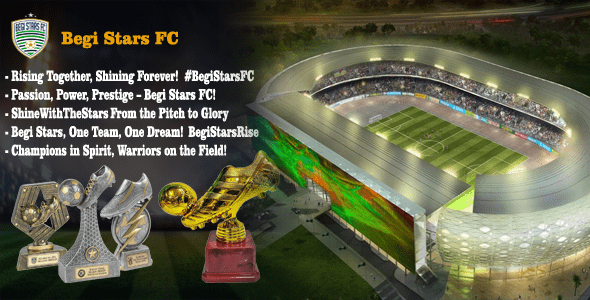 BEGI STARS FC
Begi Stars FC
- Rising Together, Shining Forever! #BegiStarsFC
- Passion, Power, Prestige – Begi Stars FC!
- ShineWithTheStars From the Pitch to Glory
- Begi Stars, One Team, One Dream! BegiStarsRise
- Champions in Spirit, Warriors on the Field!